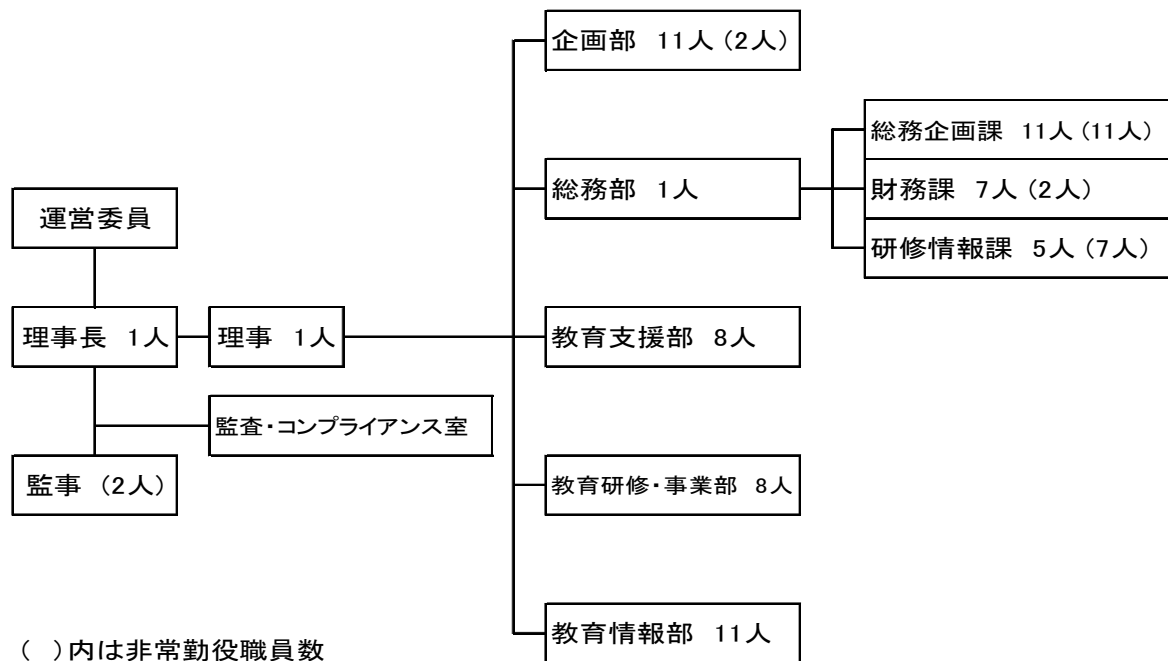 企画部 11人(2人)
総務企画課 11人(11人)
総務部 1人
財務課 7人(2人)
研修情報課 5人(7人)
運営委員
理事長 1人
理事 1人
教育支援部 8人
監査・コンプライアンス室
監事 (2人)
教育研修・事業部 8人
教育情報部 11人
( )内は非常勤役職員数